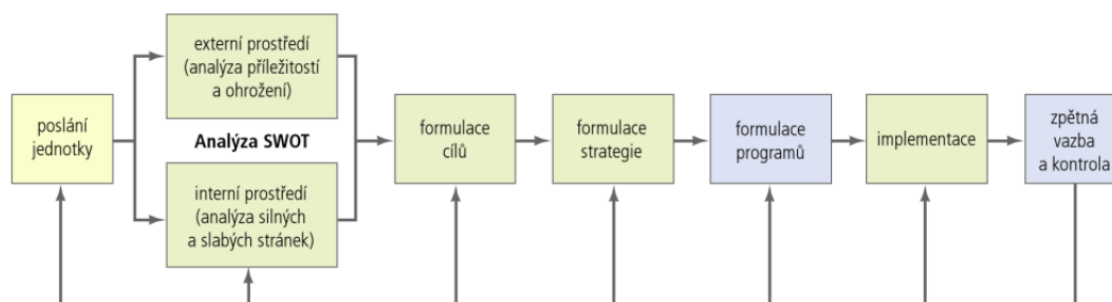 poslání
jednotky
externí prostředí
(analýza příležitostí
a ohrožení)
Analýza SWOT
interní prostředí
(analýza silných
a slabých stránek)
formulace
cílů
formulace
strategie
formulace
programů
implementace
zpětná
vazba
a kontrola